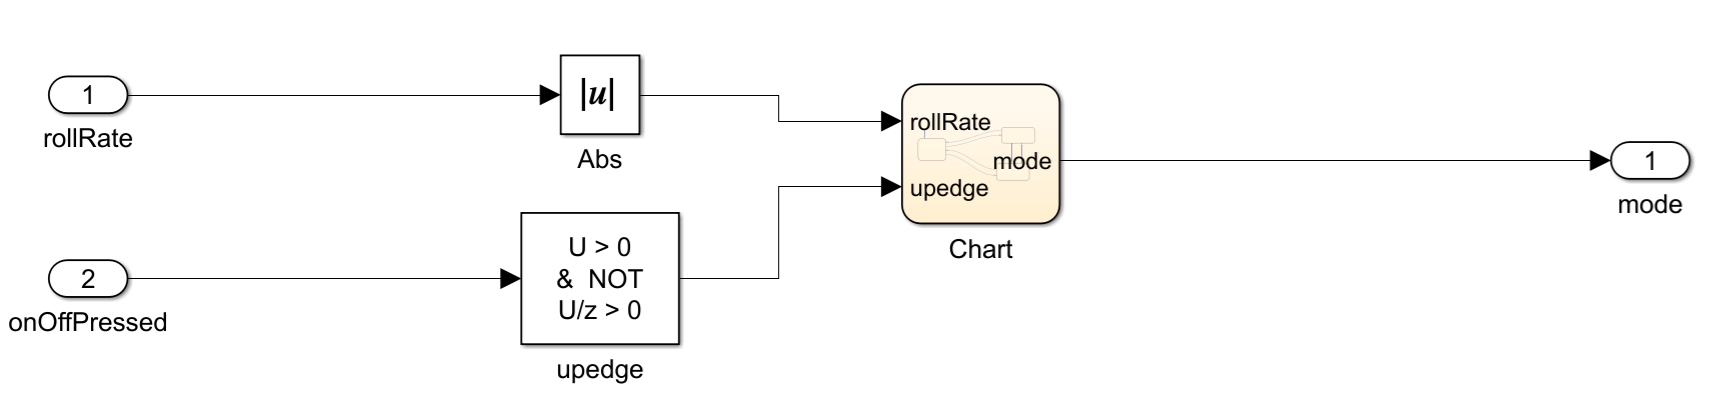 1
rollRate
|u|
Abs
2
onOffPressed
U > 0
& NOT
U/z > 0
upedge
rollRate
mode
upedge
Chart
1
mode